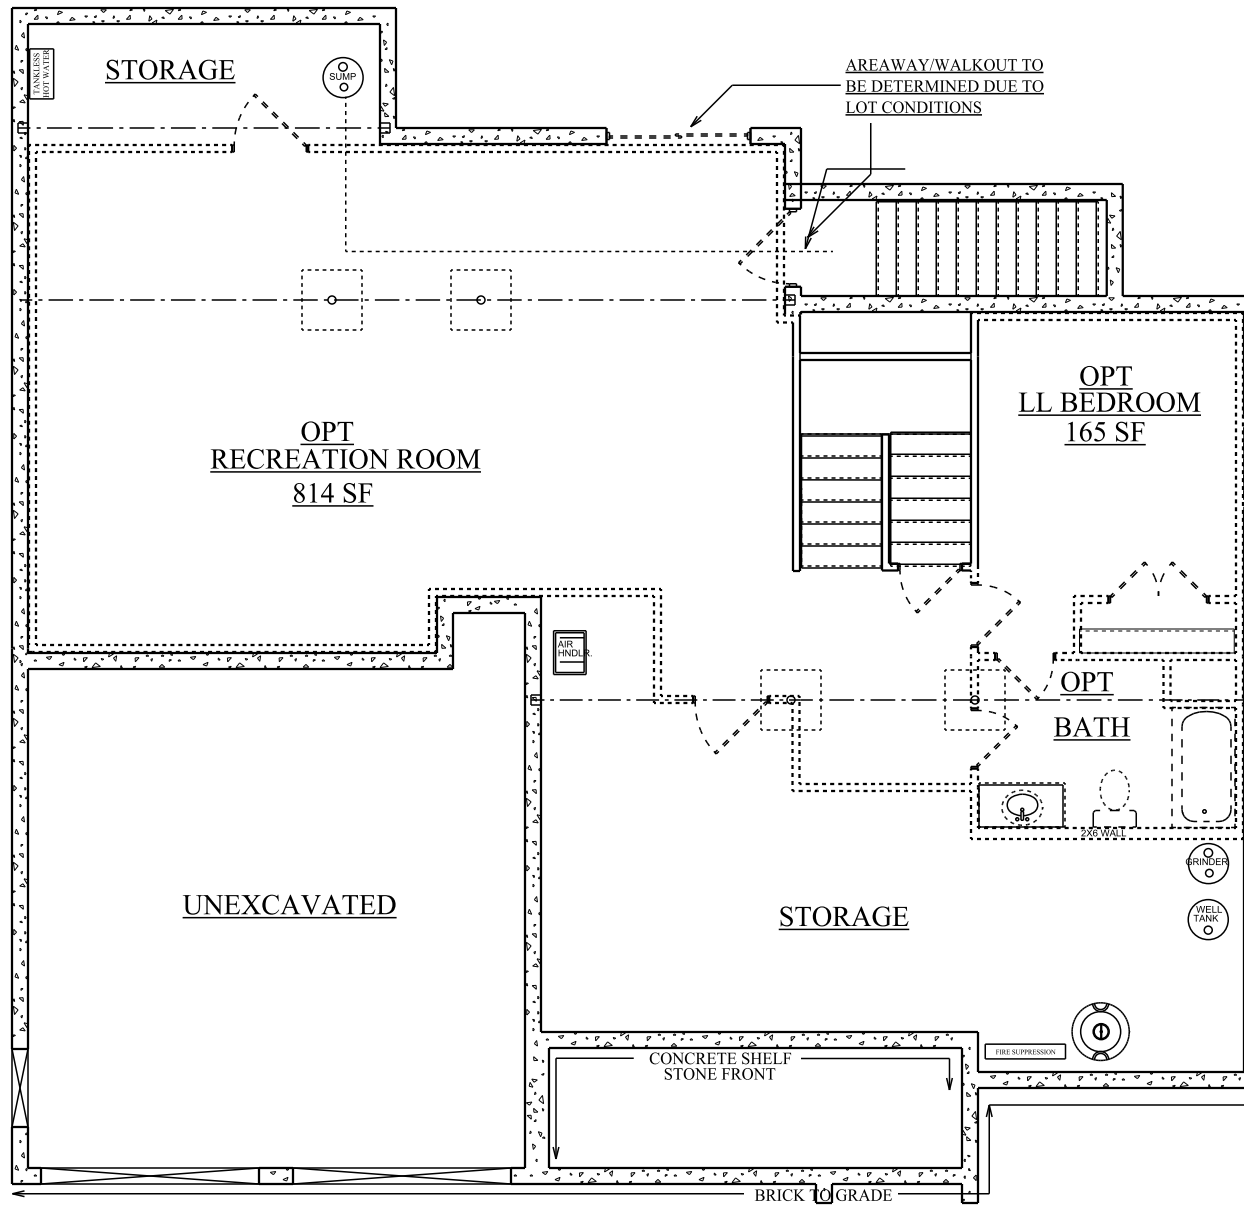 TANKLESS
HOT WATER
STORAGE
SUMP
AREAWAY/WALKOUT TO
BE DETERMINED DUE TO
LOT CONDITIONS
OPT
RECREATION ROOM
814 SF
OPT
LL BEDROOM
165 SF
AIR
HNDLR.
OPT
BATH
2X6 WALL
GRINDER
WELL
TANK
UNEXCAVATED
STORAGE
FIRE SUPPRESSION
CONCRETE SHELF
STONE FRONT
BRICK TO GRADE